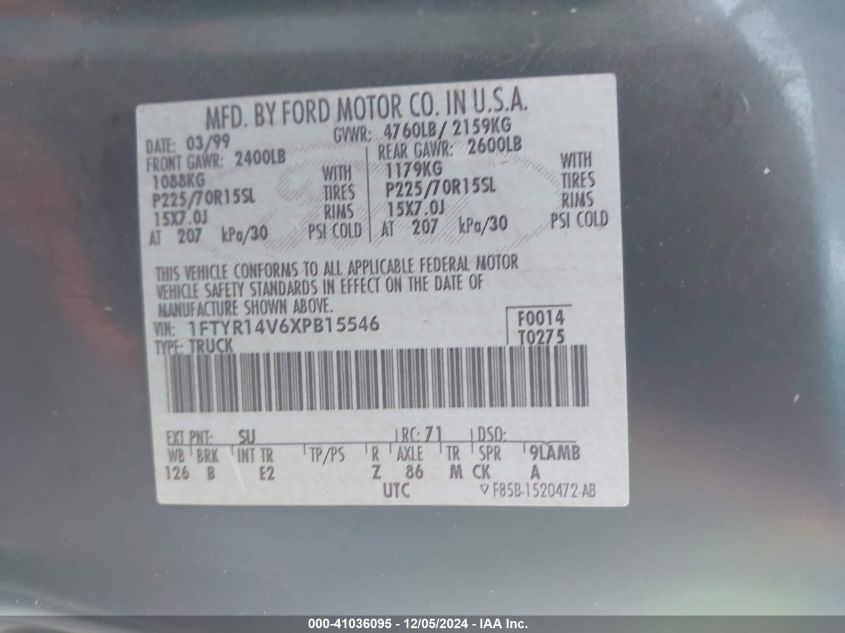 MFD. BY FORD MOTOR CO. IN U.S.A.
DATE: 03/99 GVWR: 4760LB/ 2159KG
FRONT GAWR: 2400LB REAR GAWR: 2600LB
1088KG WITH 1179KG WITH
P225/70R15SL TIRES P225/70R15SL TIRES
15X7.0J RIMS 15X7.0J RIMS
AT 207 kPa/30 PSI COLD AT 207 kPa/30 PSI COLD
THIS VEHICLE CONFORMS TO ALL APPLICABLE FEDERAL MOTOR
VEHICLE SAFETY STANDARDS IN EFFECT ON THE DATE OF
MANUFACTURE SHOWN ABOVE.
VIN: 1FTYR14V6XPB15546 F0014
TYPE: TRUCK T0275
EXT PNT: SU RC: 71 DSO:
WB BRK INT TR TP/PS R AXLE TR SPR 9LAMB
126 B E2 Z 86 M CK A
UTC ▽ F85B-1520472-AB
000-41036095 - 12/05/2024 - IAA Inc.